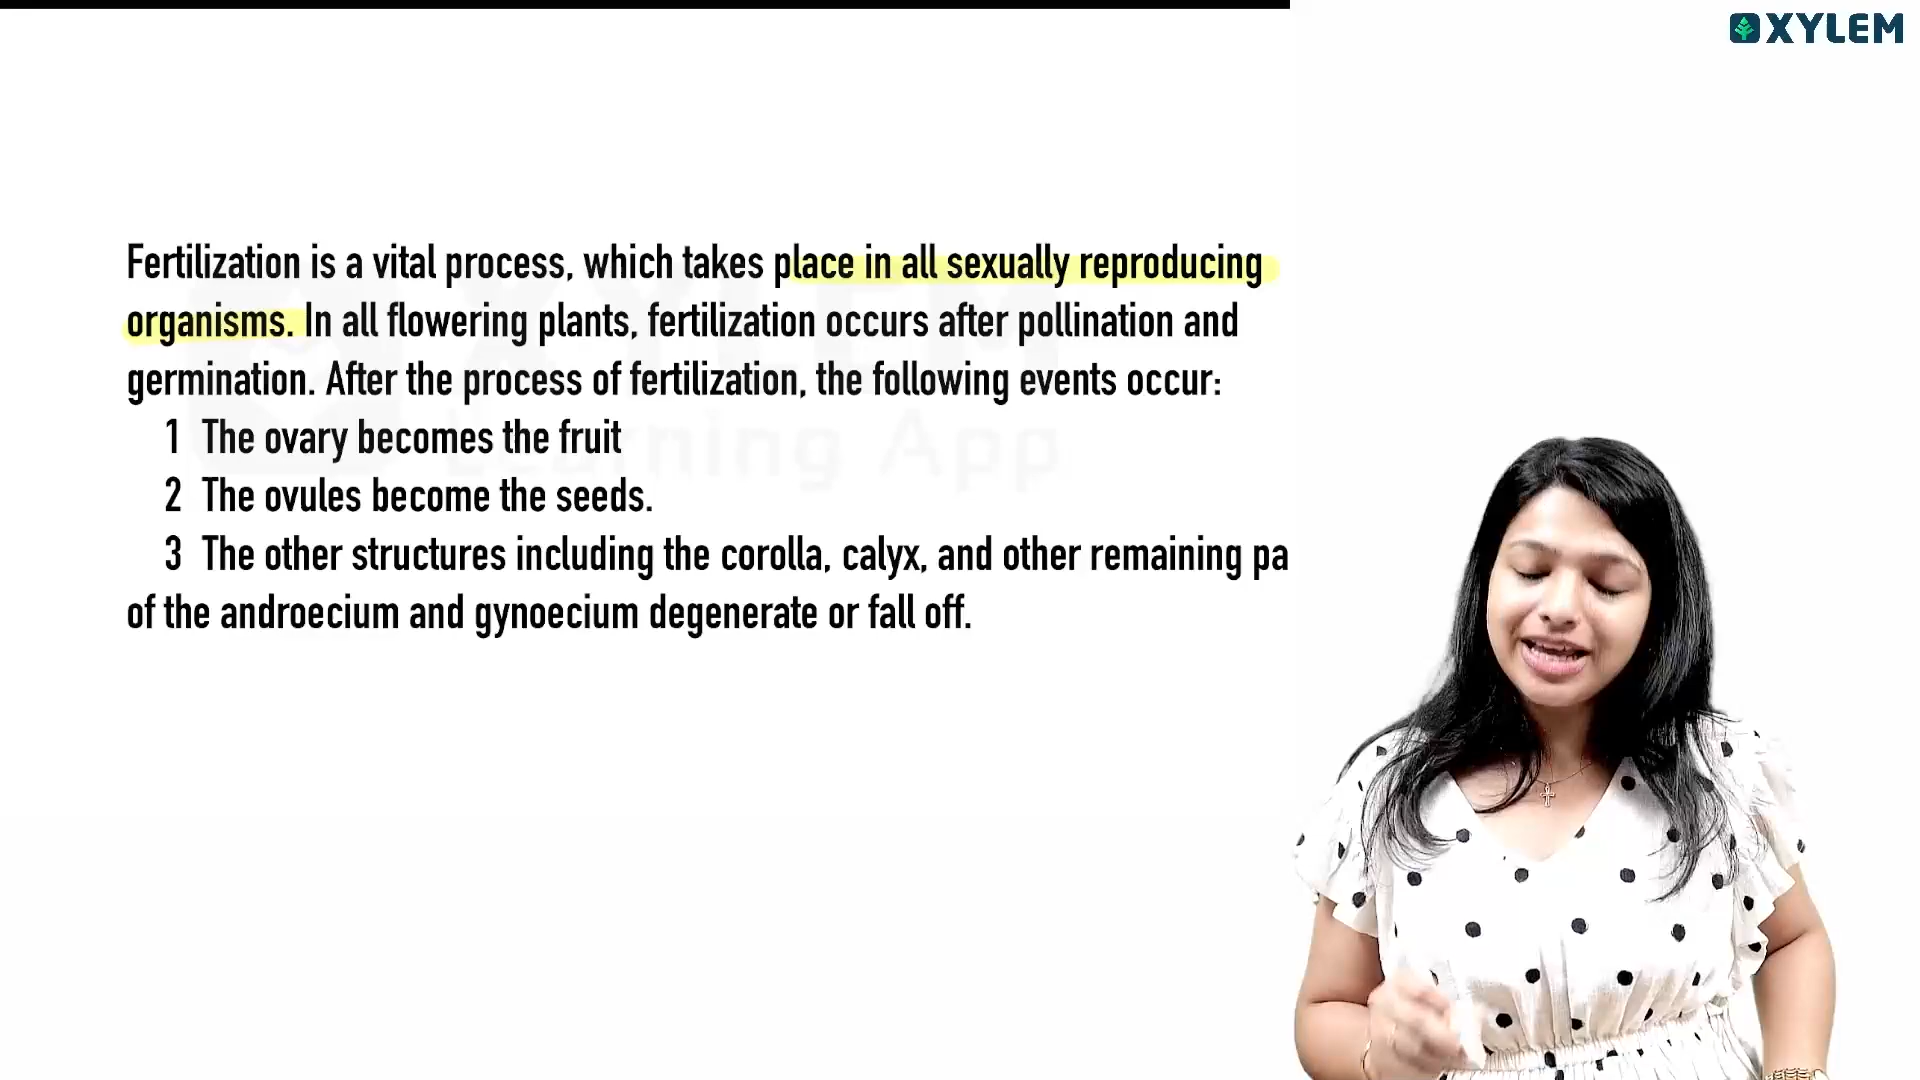 XYLEM
Fertilization is a vital process, which takes place in all sexually reproducing
organisms. In all flowering plants, fertilization occurs after pollination and
germination. After the process of fertilization, the following events occur:
1 The ovary becomes the fruit
2 The ovules become the seeds.
3 The other structures including the corolla, calyx, and other remaining pa
of the androecium and gynoecium degenerate or fall off.
XYLEM
Learning App